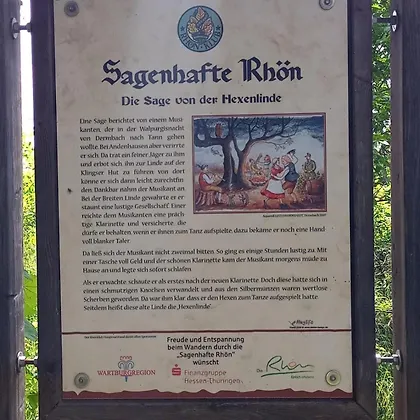 Sagenhafte Rhön
Die Sage von der Hexenlinde
Eine Sage berichtet von einem Musi-
kanten, der in der Walpurgisnacht
von Dermbach nach Tann gehen
wollte. Bei Andenhausen aber verirrte
er sich. Da trat ein feiner Jäger zu ihm
und erbot sich, ihn zur Linde auf der
Klingser Hut zu führen von dort
könne er sich dann leicht zurechtfin-
den. Dankbar nahm der Musikant an.
Bei der Breiten Linde gewahrte er er-
staunt eine lustige Gesellschaft. Einer
reichte dem Musikanten eine präch-
tige Klarinette und versicherte, die
dürfe er behalten, wenn er ihnen zum Tanz aufspielte, dazu bekäme er noch eine Hand
voll blanker Taler.
Da ließ sich der Musikant nicht zweimal bitten. So ging es einige Stunden lustig zu. Mit
einer Tasche voll Geld und der schönen Klarinette kam der Musikant morgens müde zu
Hause an und legte sich sofort schlafen.
Als er erwachte, schaute er als erstes nach der neuen Klarinette. Doch diese hatte sich in
einen schmutzigen Knochen verwandelt und aus den Silbermünzen waren wertlose
Scherben geworden. Da war ihm klar, dass er den Hexen zum Tanze aufgespielt hatte.
Seitdem heißt diese alte Linde die „Hexenlinde“.
Freude und Entspannung
beim Wandern durch die
"Sagenhafte Rhön"
wünscht
WARTBURGREGION
Finanzgruppe
Hessen-Thüringen
Die Rhön